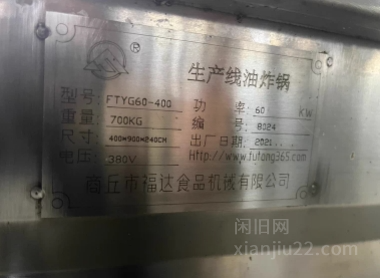 生产线油炸锅
型号: FTYG60-400 功 率: 60 KW
重量: 700KG 编 号: 8024
尺寸: 400*900*240CM 出厂日期: 2021...
电压: 380V Http://www.futong365.com
商丘市福达食品机械有限公司
闲旧网
xianjiu22.com